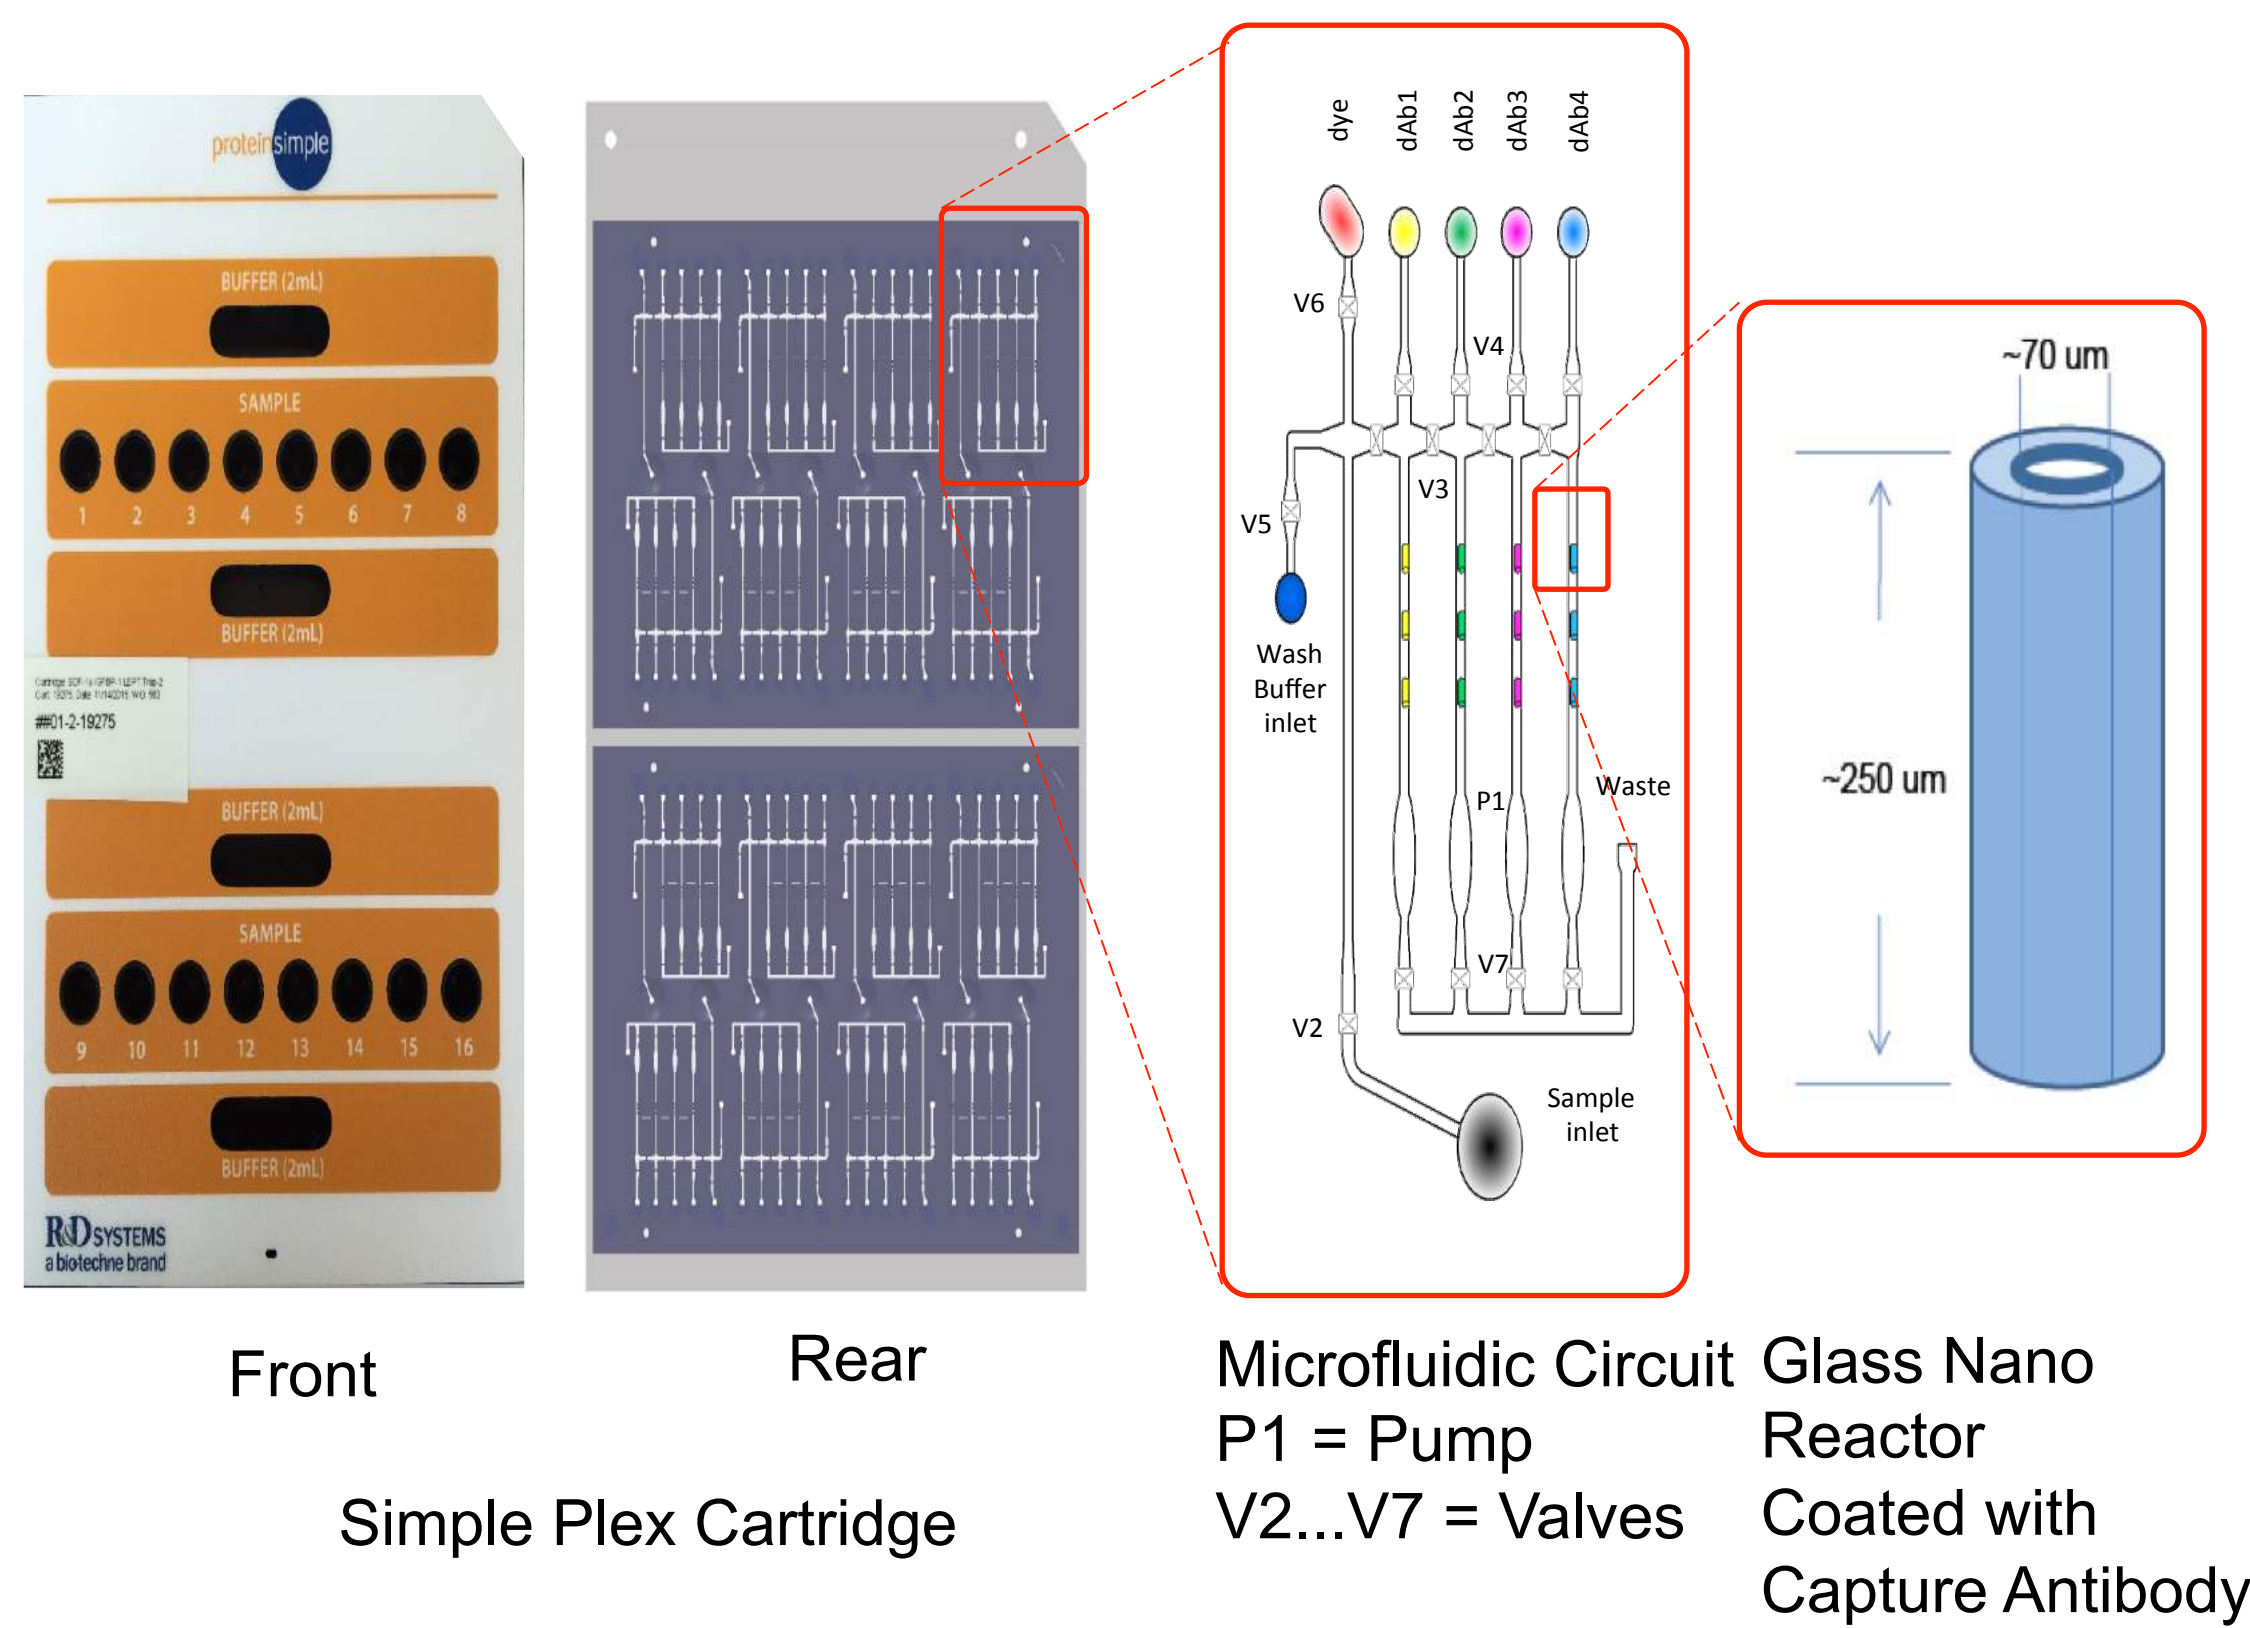 proteinsimple
BUFFER (2mL)
SAMPLE
1 2 3 4 5 6 7 8
BUFFER (2mL)
##01-2-19275
BUFFER (2mL)
SAMPLE
9 10 11 12 13 14 15 16
BUFFER (2mL)
R&D SYSTEMS
a biotechne brand
Front
Rear
Simple Plex Cartridge
dye
dAb1
dAb2
dAb3
dAb4
V6
V4
V3
V5
Wash
Buffer
inlet
P1
Waste
V7
V2
Sample
inlet
Microfluidic Circuit
P1 = Pump
V2...V7 = Valves
~70 um
~250 um
Glass Nano
Reactor
Coated with
Capture Antibody